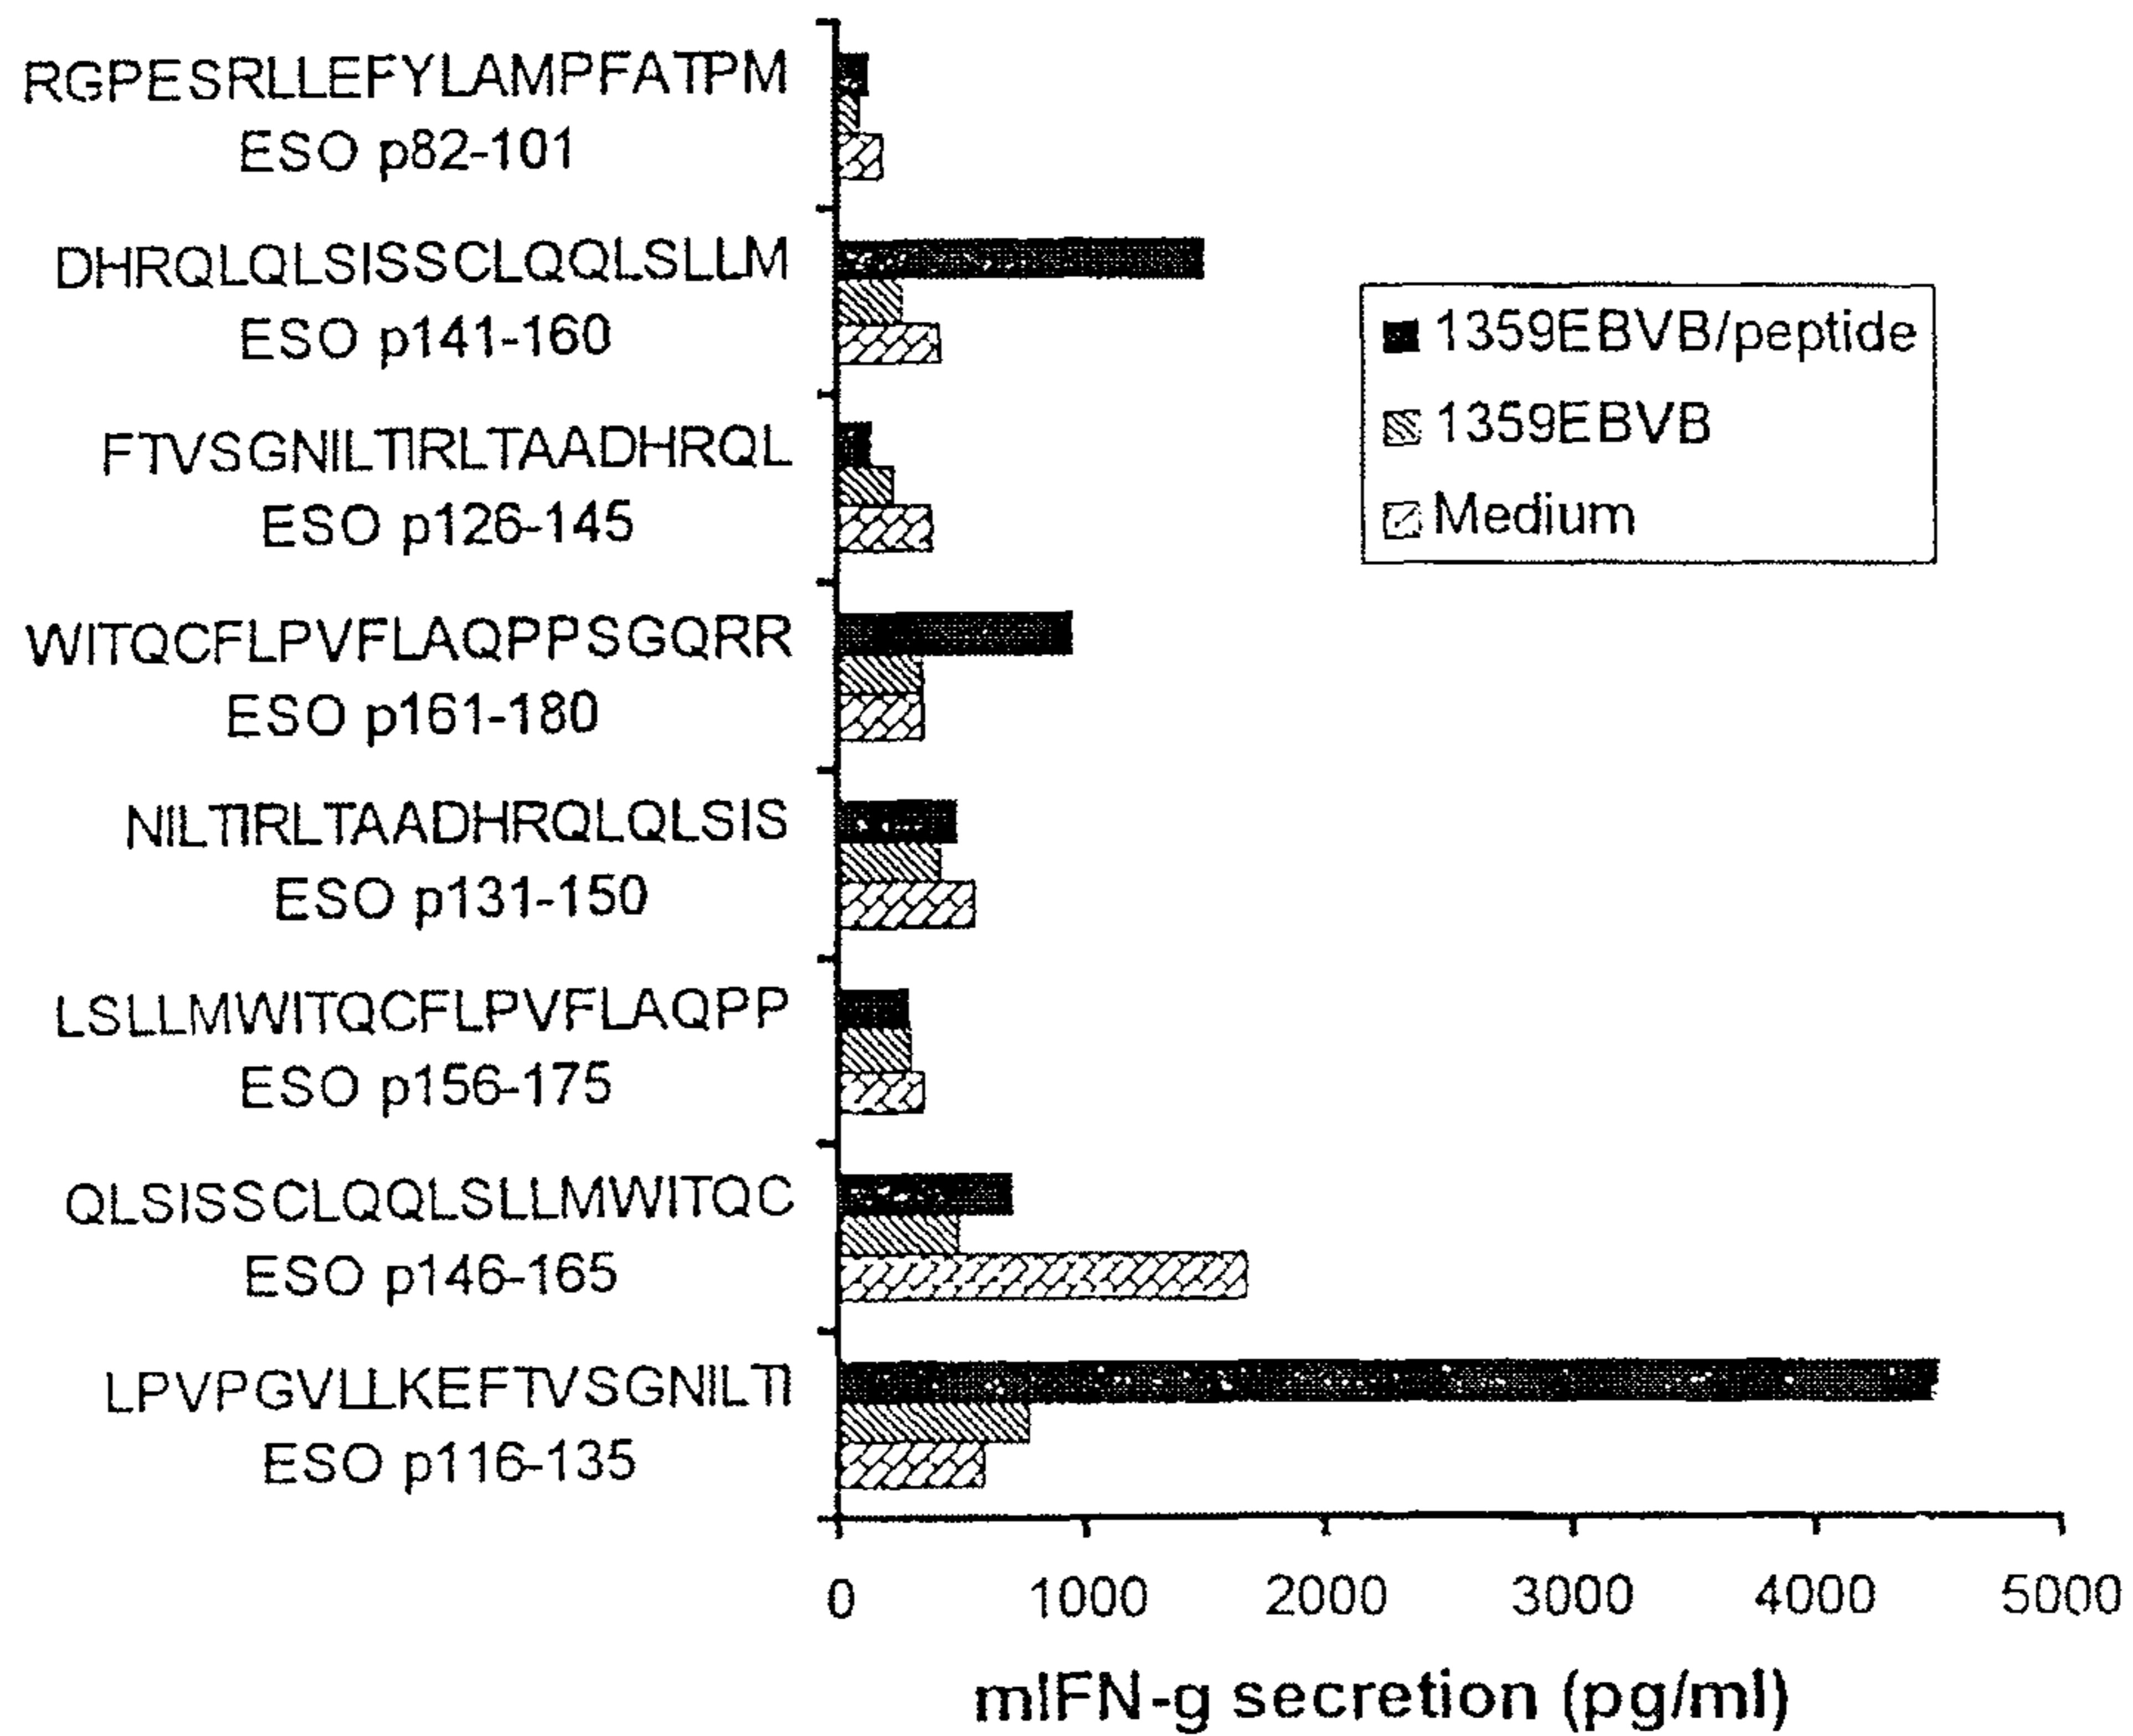 RGPESRLLEFYLAMPFATPM
ESO p82-101
DHRQLQLSISSCLQQLSLLM
ESO p141-160
FTVSGNILTIRLTAADHRQL
ESO p126-145
WITQCFLPVFLAQPPSGQRR
ESO p161-180
NILTIRLTAADHRQLQLSIS
ESO p131-150
LSLLMWITQCFLPVFLAQPP
ESO p156-175
QLSISSCLQQLSLLMWITQC
ESO p146-165
LPVPGVLLKEFTVSGNILTI
ESO p116-135
1359EBVB/peptide
1359EBVB
Medium
0 1000 2000 3000 4000 5000
mIFN-g secretion (pg/ml)